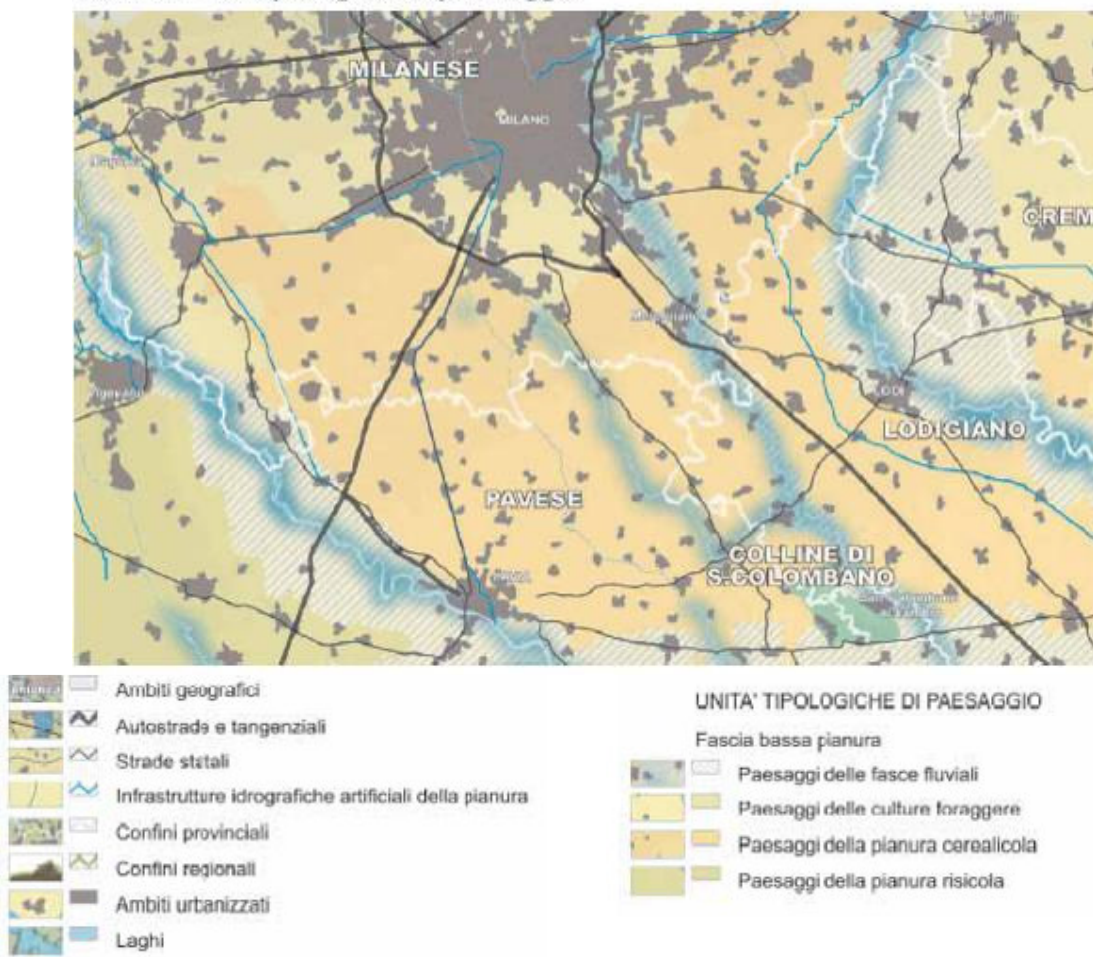 MILANESE
MILANO
CREM
LODI
LODIGIANO
PAVESE
PAVIA
COLLINE DI
S.COLOMBANO
Ambiti geografici
Autostrade e tangenziali
Strade statali
Infrastrutture idrografiche artificiali della pianura
Confini provinciali
Confini regionali
Ambiti urbanizzati
Laghi
UNITA' TIPOLOGICHE DI PAESAGGIO
Fascia bassa pianura
Paesaggi delle fasce fluviali
Paesaggi delle culture foraggere
Paesaggi della pianura cerealicola
Paesaggi della pianura risicola